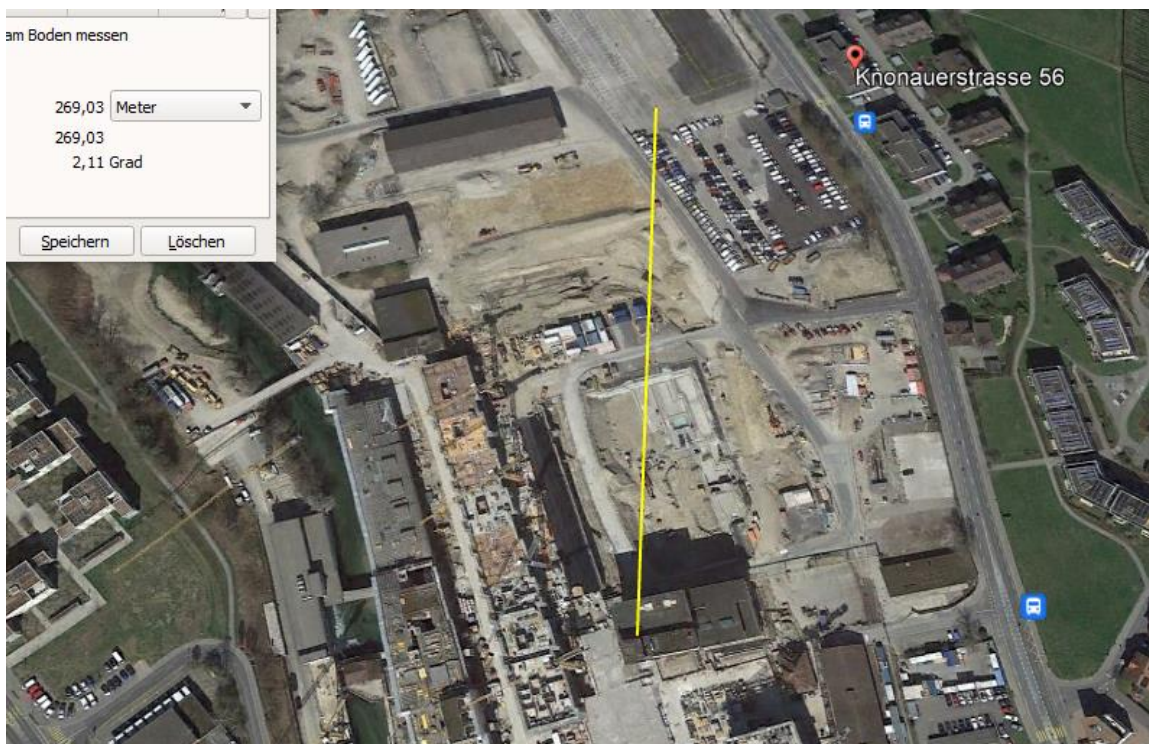 am Boden messen
269,03 Meter
269,03
2,11 Grad
Speichern Löschen
Knonauerstrasse 56